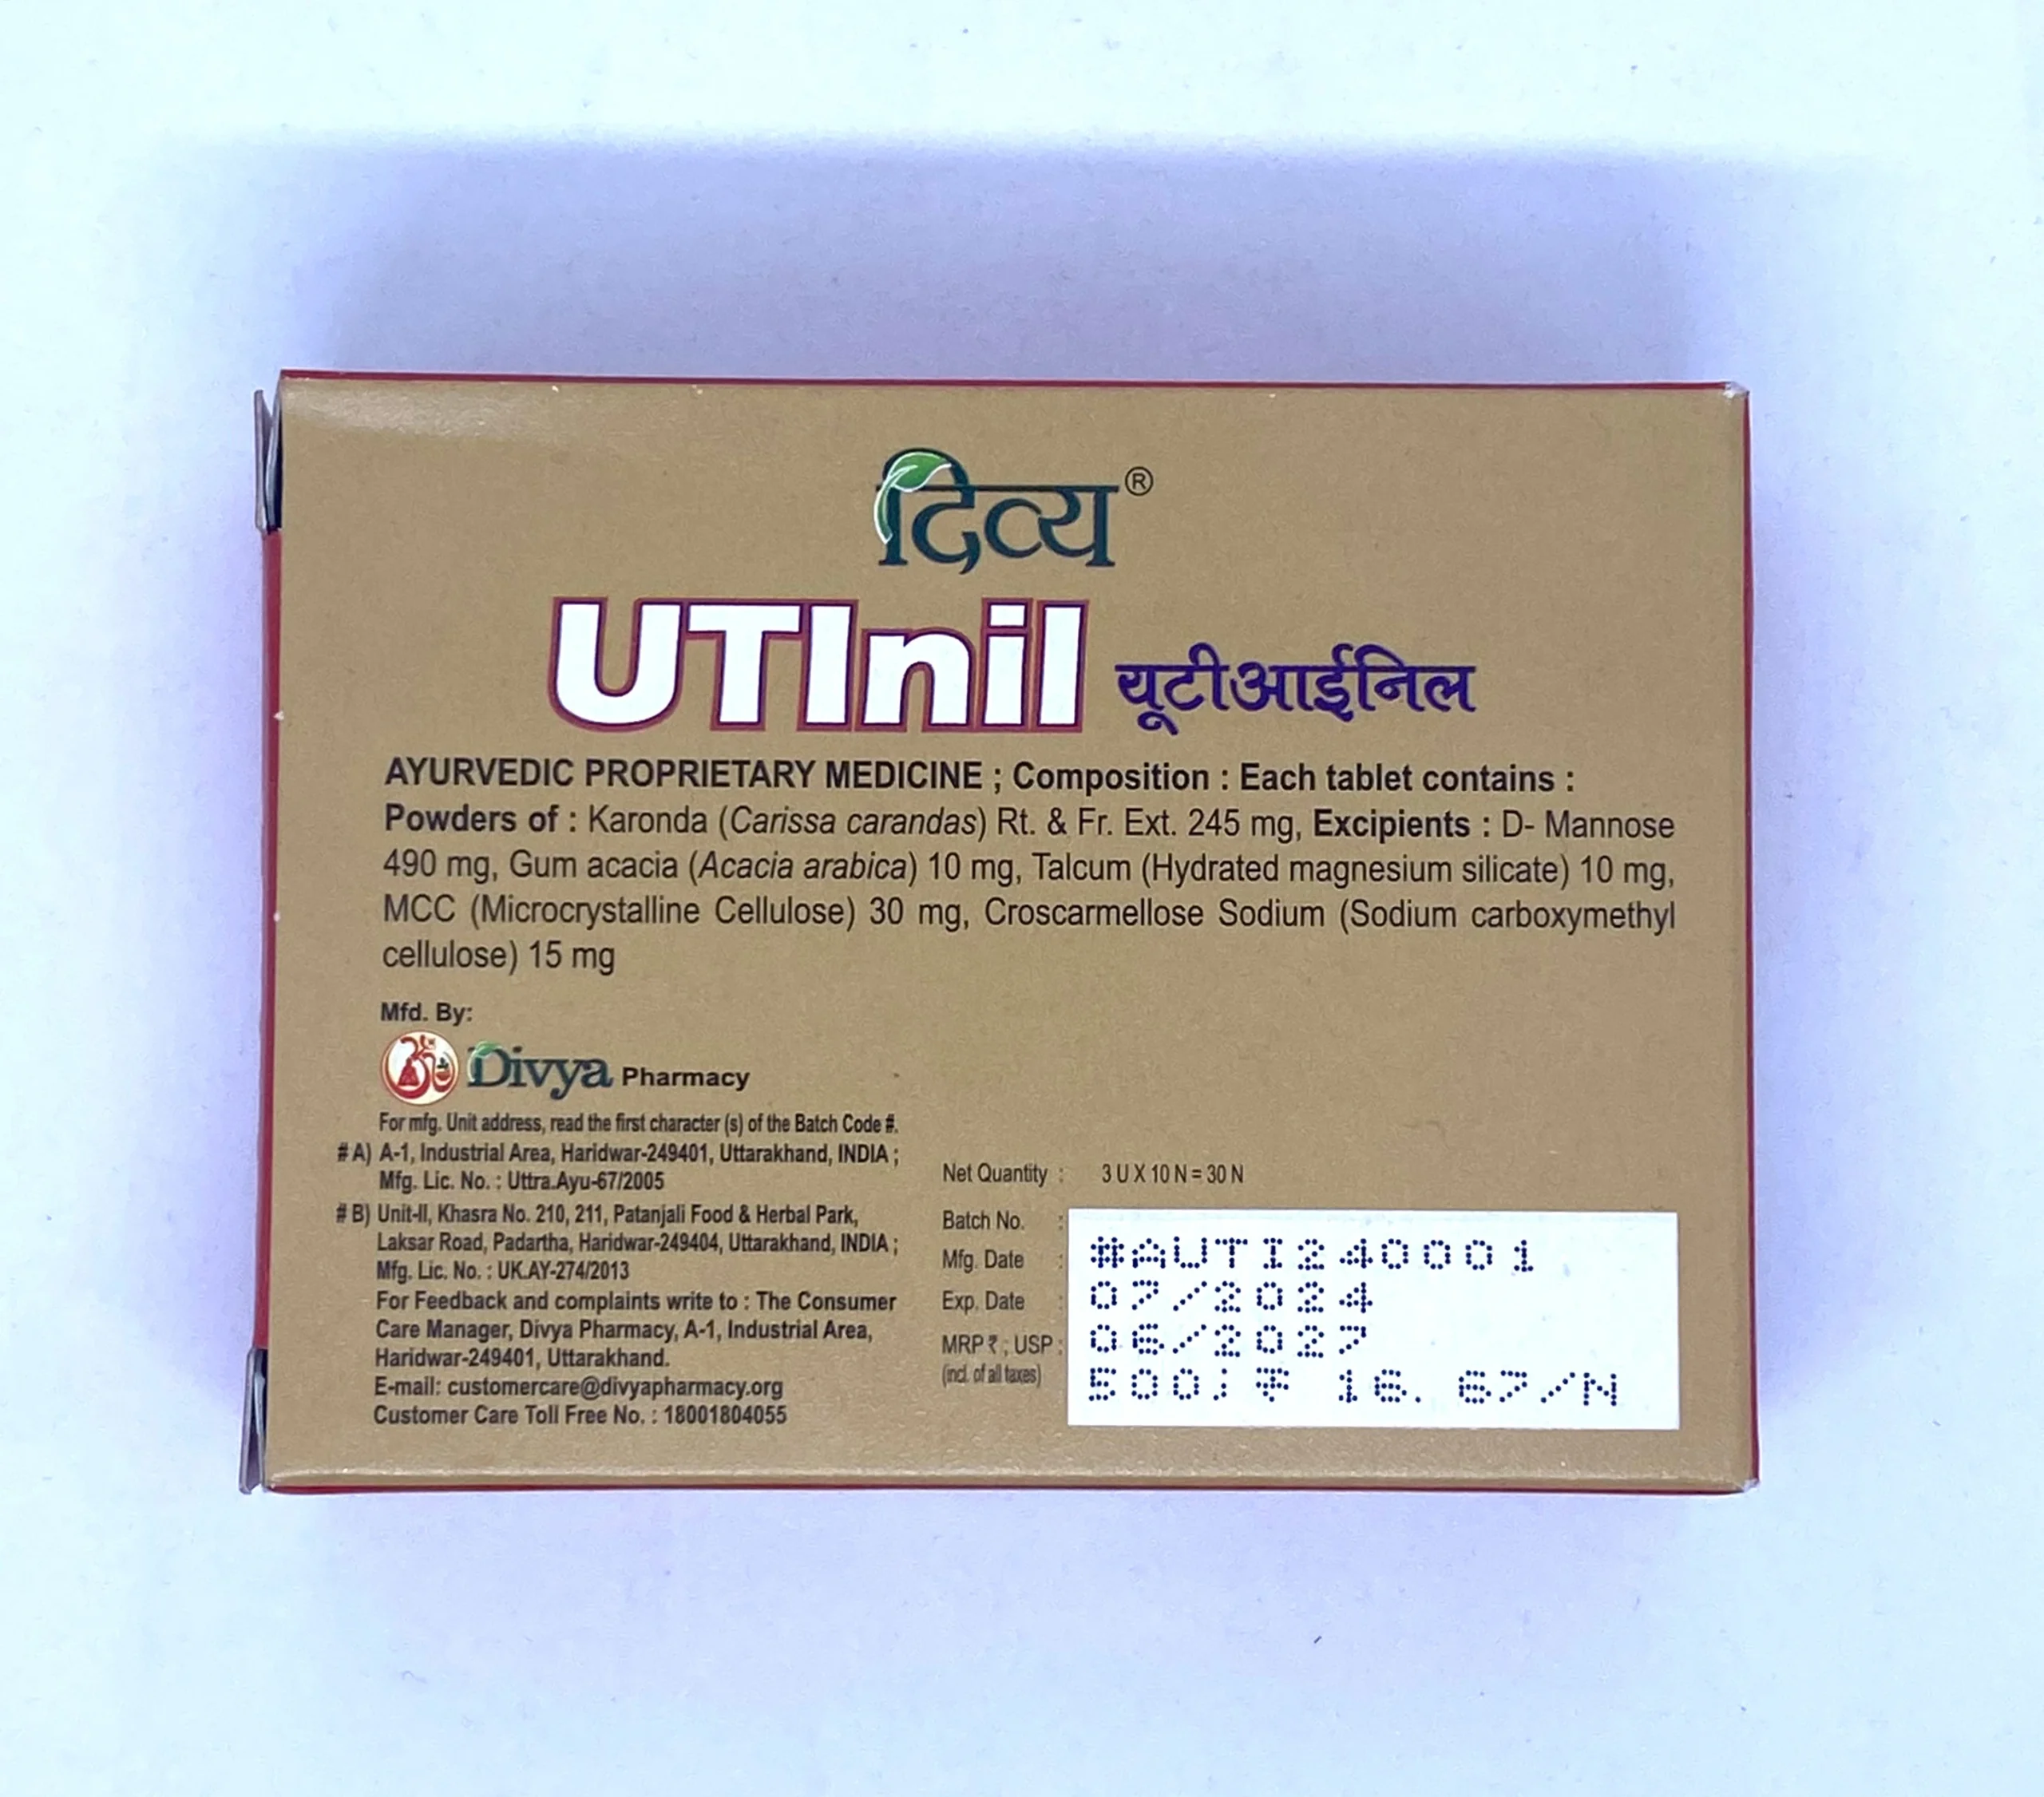 दिव्य®
UTInil यूटीआईनिल
AYURVEDIC PROPRIETARY MEDICINE ; Composition : Each tablet contains :
Powders of : Karonda (Carissa carandas) Rt. & Fr. Ext. 245 mg, Excipients : D- Mannose
490 mg, Gum acacia (Acacia arabica) 10 mg, Talcum (Hydrated magnesium silicate) 10 mg,
MCC (Microcrystalline Cellulose) 30 mg, Croscarmellose Sodium (Sodium carboxymethyl
cellulose) 15 mg
Mfd. By:
Divya Pharmacy
For mfg. Unit address, read the first character (s) of the Batch Code #.
# A) A-1, Industrial Area, Haridwar-249401, Uttarakhand, INDIA ;
Mfg. Lic. No. : Uttra.Ayu-67/2005
# B) Unit-II, Khasra No. 210, 211, Patanjali Food & Herbal Park,
Laksar Road, Padartha, Haridwar-249404, Uttarakhand, INDIA ;
Mfg. Lic. No. : UK.AY-274/2013
For Feedback and complaints write to : The Consumer
Care Manager, Divya Pharmacy, A-1, Industrial Area,
Haridwar-249401, Uttarakhand.
E-mail: customercare@divyapharmacy.org
Customer Care Toll Free No. : 18001804055
Net Quantity : 3 U X 10 N = 30 N
Batch No. : #AUTI240001
Mfg. Date : 07/2024
Exp. Date : 06/2027
MRP ₹ ; USP : 500; ₹ 16.67/N
(incl. of all taxes)